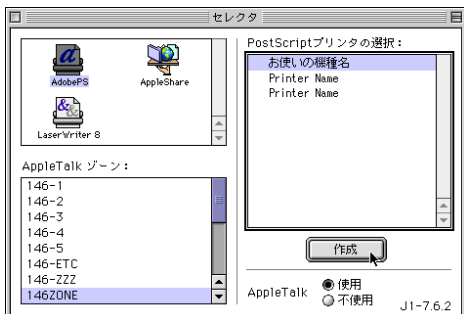 セレクタ
AdobePS
AppleShare
LaserWriter 8
AppleTalk ゾーン：
146-1
146-2
146-3
146-4
146-5
146-ETC
146-ZZZ
146ZONE
PostScriptプリンタの選択：
お使いの機種名
Printer Name
Printer Name
作成
AppleTalk
使用
不使用
J1-7.6.2